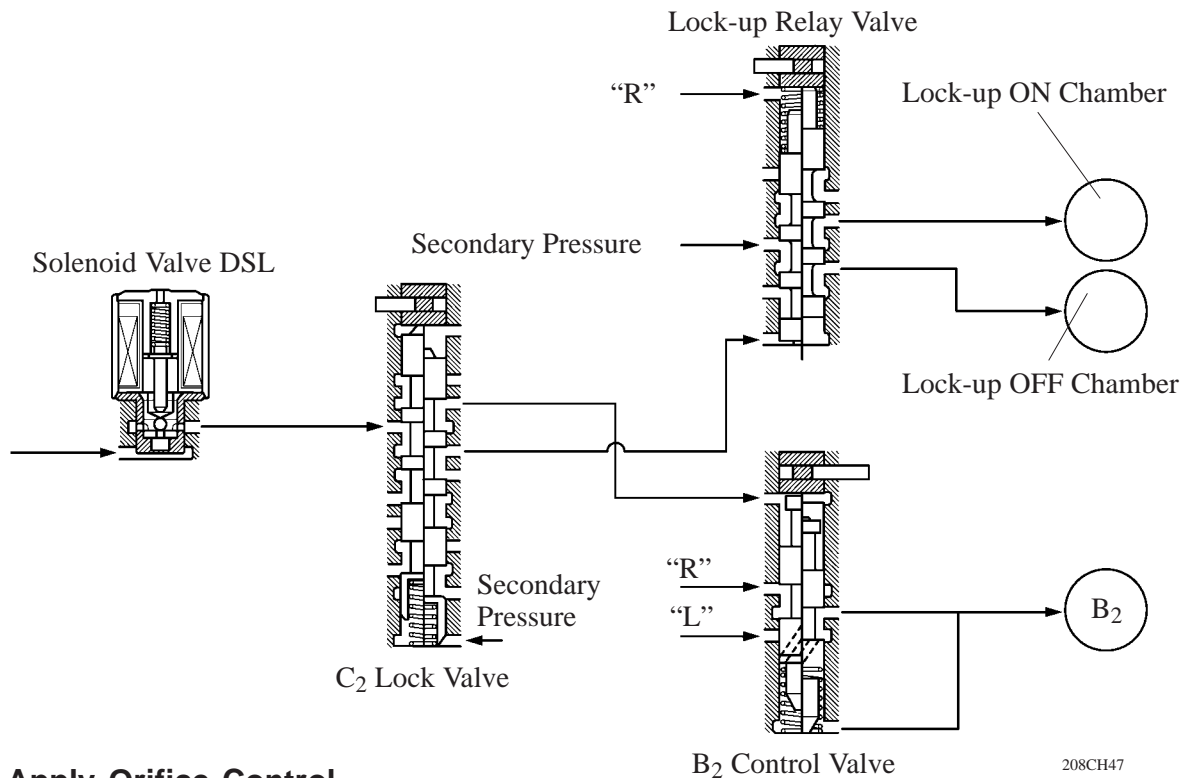 Lock-up Relay Valve
“R”
Lock-up ON Chamber
Secondary Pressure
Solenoid Valve DSL
Lock-up OFF Chamber
Secondary
Pressure
“R”
“L”
B2
C2 Lock Valve
B2 Control Valve
208CH47
Apply Orifice Control